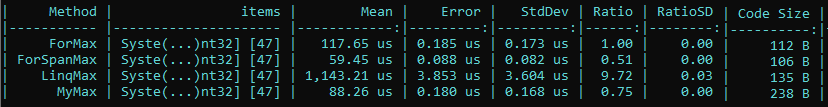 Method | items | Mean | Error | StdDev | Ratio | RatioSD | Code Size |
----------- |--------------------- |------------:|---------:|---------:|------:|--------:|----------:|
ForMax | Syste(...)nt32] [47] | 117.65 us | 0.185 us | 0.173 us | 1.00 | 0.00 | 112 B |
ForSpanMax | Syste(...)nt32] [47] | 59.45 us | 0.088 us | 0.082 us | 0.51 | 0.00 | 106 B |
LinqMax | Syste(...)nt32] [47] | 1,143.21 us | 3.853 us | 3.604 us | 9.72 | 0.03 | 135 B |
MyMax | Syste(...)nt32] [47] | 88.26 us | 0.180 us | 0.168 us | 0.75 | 0.00 | 238 B |